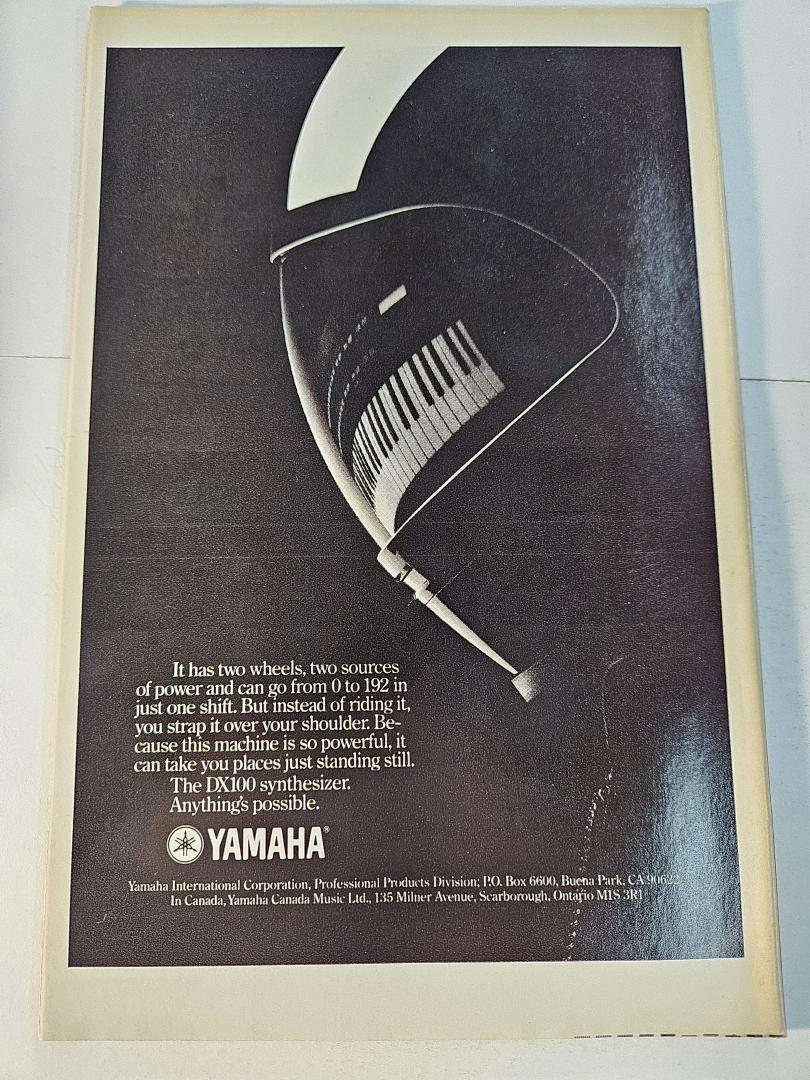 It has two wheels, two sources
of power and can go from 0 to 192 in
just one shift. But instead of riding it,
you strap it over your shoulder. Be-
cause this machine is so powerful, it
can take you places just standing still.
The DX100 synthesizer.
Anything's possible.
YAMAHA®
Yamaha International Corporation, Professional Products Division; P.O. Box 6600, Buena Park, CA 90622
In Canada, Yamaha Canada Music Ltd., 135 Milner Avenue, Scarborough, Ontario M1S 3R1